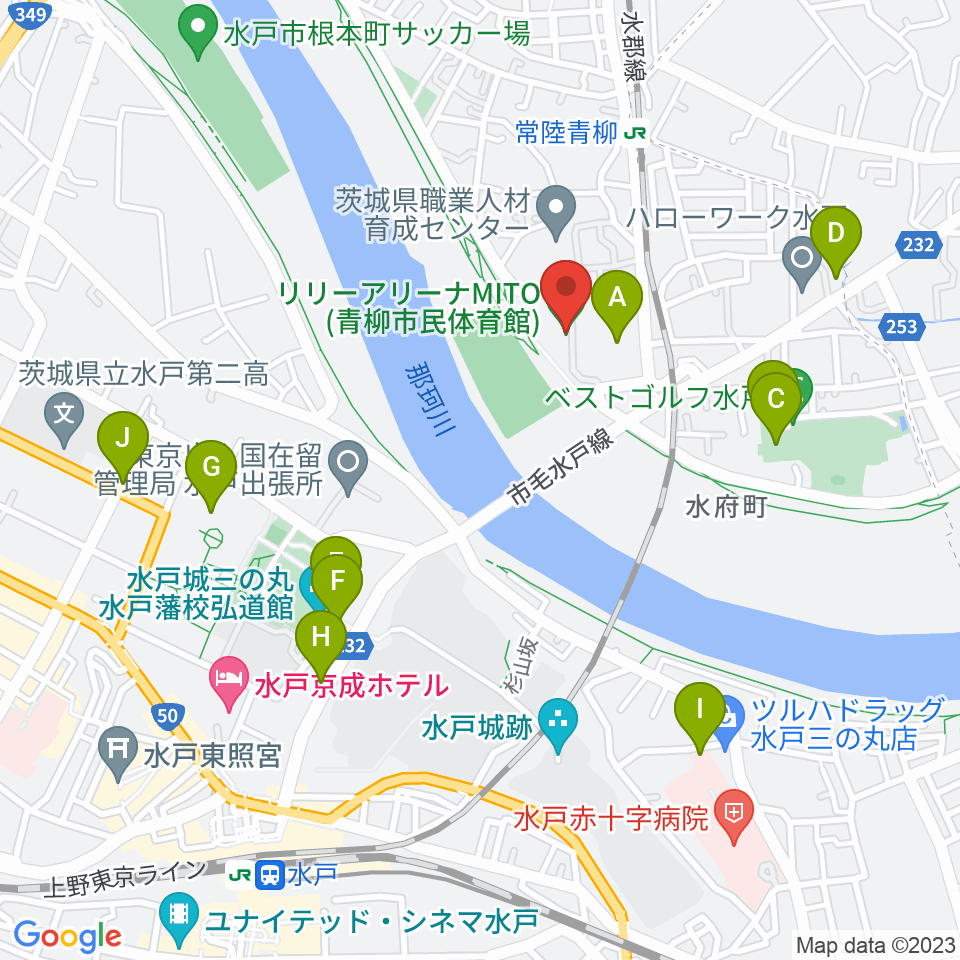 349
水戸市根本町サッカー場
水郡線
常陸青柳
JR
茨城県職業人材
育成センター
ハローワーク水戸
D
232
リリーアリーナMITO
(青柳市民体育館)
A
253
茨城県立水戸第二高
那珂川
ベストゴルフ水戸
C
文
J
国在留
管理局
出張所
G
市毛水戸線
水府町
水戸城三の丸
水戸藩校弘道館
F
H
232
杉山坂
水戸京成ホテル
50
水戸城跡
I
ツルハドラッグ
水戸三の丸店
水戸東照宮
水戸赤十字病院
上野東京ライン
JR
水戸
ユナイテッド・シネマ水戸
Google
Map data ©2023